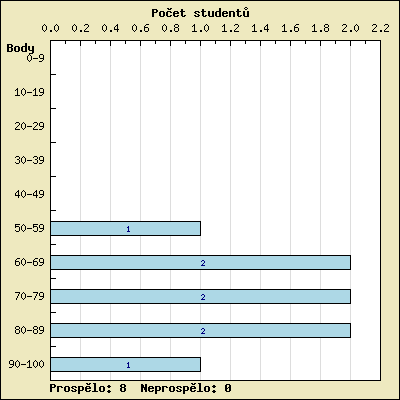 Počet studentů
0.0 0.2 0.4 0.6 0.8 1.0 1.2 1.4 1.6 1.8 2.0 2.2
Body
0-9
10-19
20-29
30-39
40-49
50-59 1
60-69 2
70-79 2
80-89 2
90-100 1
Prospělo: 8 Neprospělo: 0